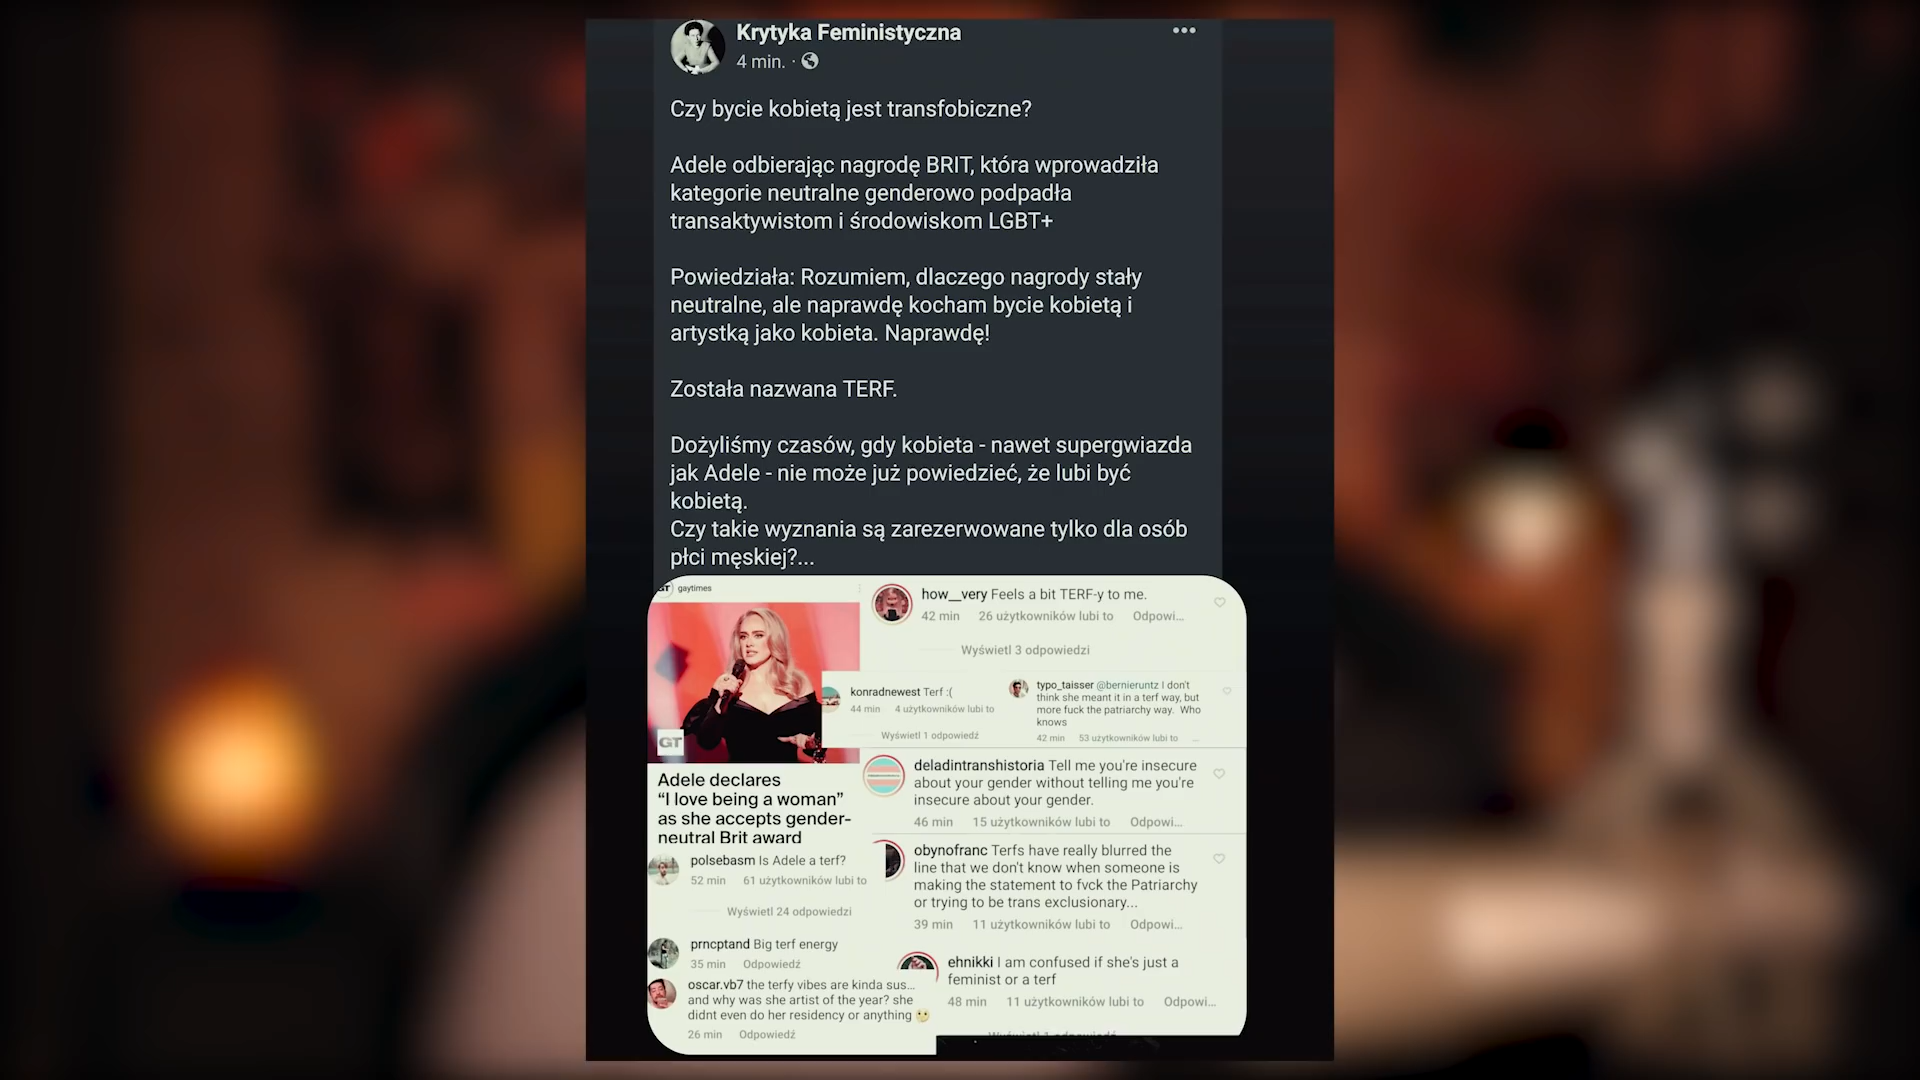 Krytyka Feministyczna
4 min. ·
Czy bycie kobietą jest transfobiczne?
Adele odbierając nagrodę BRIT, która wprowadziła
kategorie neutralne genderowo podpadła
transaktywistom i środowiskom LGBT+
Powiedziała: Rozumiem, dlaczego nagrody stały
neutralne, ale naprawdę kocham bycie kobietą i
artystką jako kobieta. Naprawdę!
Została nazwana TERF.
Dożyliśmy czasów, gdy kobieta - nawet supergwiazda
jak Adele - nie może już powiedzieć, że lubi być
kobietą.
Czy takie wyznania są zarezerwowane tylko dla osób
płci męskiej?...
GT gaytimes
GT
Adele declares
“I love being a woman”
as she accepts gender-
neutral Brit award
polsebasm Is Adele a terf?
52 min 61 użytkowników lubi to
Wyświetl 24 odpowiedzi
prncptand Big terf energy
35 min Odpowiedź
oscar.vb7 the terfy vibes are kinda sus...
and why was she artist of the year? she
didnt even do her residency or anything
26 min Odpowiedź
how__very Feels a bit TERF-y to me.
42 min 26 użytkowników lubi to Odpowi...
Wyświetl 3 odpowiedzi
konradnewest Terf :(
44 min 4 użytkowników lubi to
Wyświetl 1 odpowiedź
typo_taisser @bernieruntz I don't
think she meant it in a terf way, but
more fuck the patriarchy way. Who
knows
42 min 53 użytkowników lubi to ...
deladintranshistoria Tell me you're insecure
about your gender without telling me you're
insecure about your gender.
46 min 15 użytkowników lubi to Odpowi...
obynofranc Terfs have really blurred the
line that we don't know when someone is
making the statement to fvck the Patriarchy
or trying to be trans exclusionary...
39 min 11 użytkowników lubi to Odpowi...
ehnikki I am confused if she's just a
feminist or a terf
48 min 11 użytkowników lubi to Odpowi...